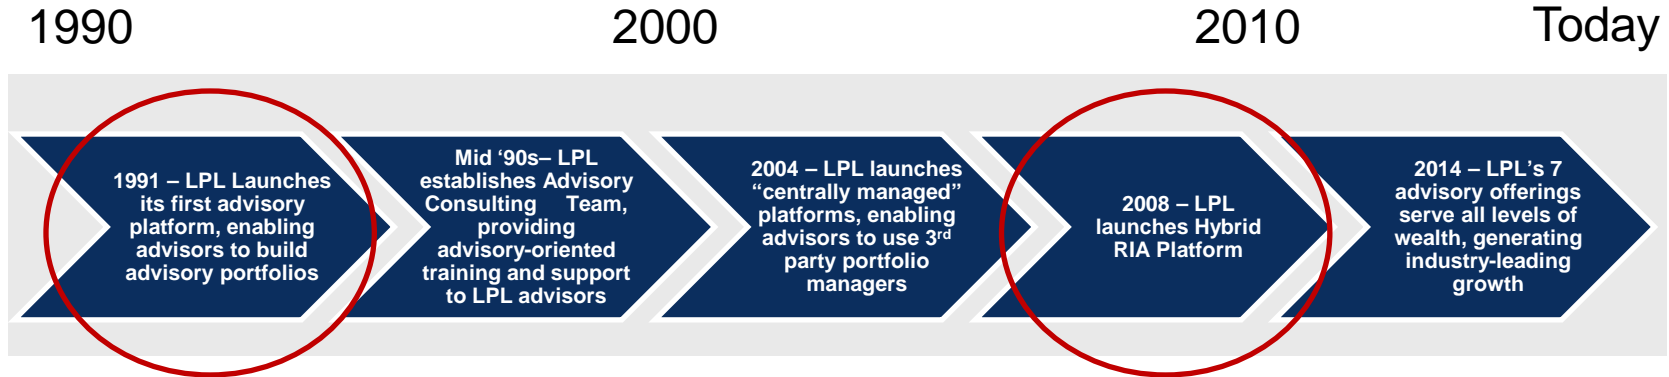 1990
2000
2010
Today
1991 – LPL Launches
its first advisory
platform, enabling
advisors to build
advisory portfolios
Mid ‘90s– LPL
establishes Advisory
Consulting Team,
providing
advisory-oriented
training and support
to LPL advisors
2004 – LPL launches
“centrally managed”
platforms, enabling
advisors to use 3rd
party portfolio
managers
2008 – LPL
launches Hybrid
RIA Platform
2014 – LPL’s 7
advisory offerings
serve all levels of
wealth, generating
industry-leading
growth